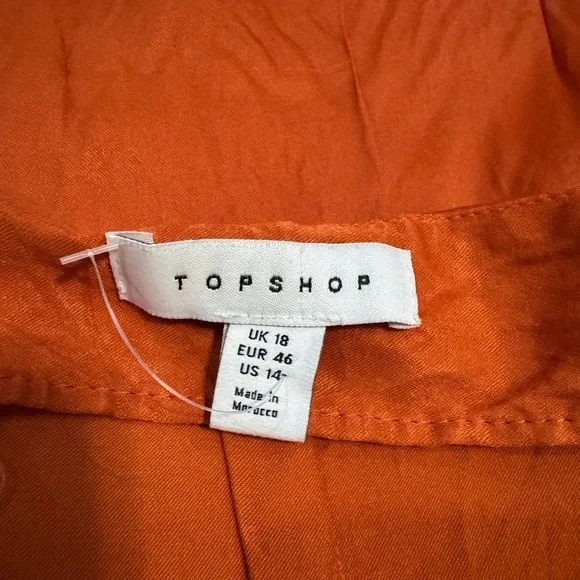 TOPSHOP
UK 18
EUR 46
US 14
Made in
Morocco